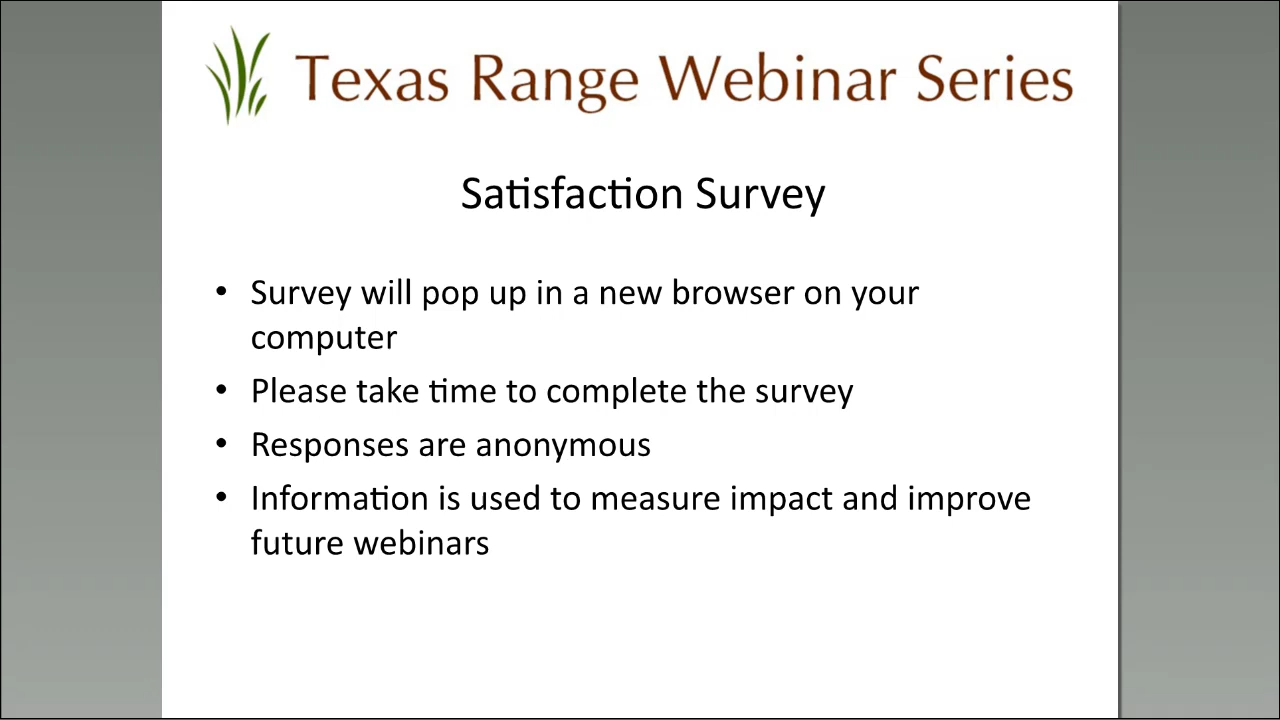 Texas Range Webinar Series
Satisfaction Survey
• Survey will pop up in a new browser on your
computer
• Please take time to complete the survey
• Responses are anonymous
• Information is used to measure impact and improve
future webinars